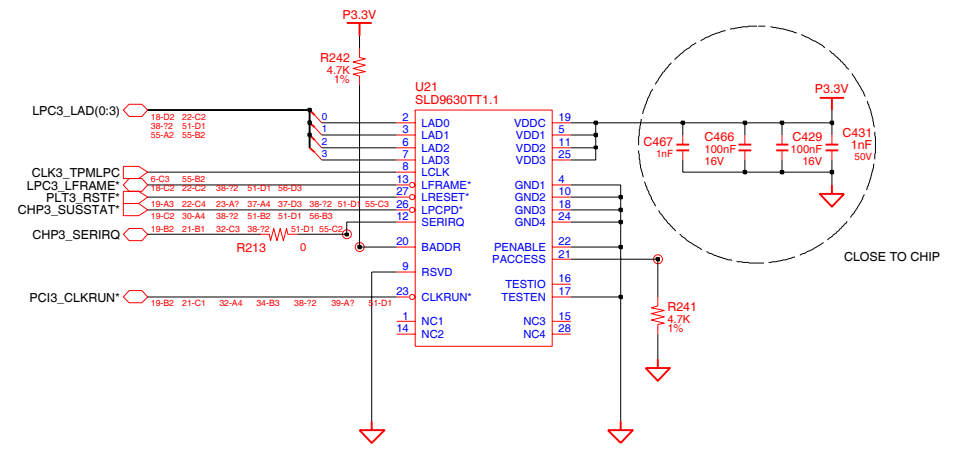 P3.3V
R242
4.7K
1%
U21
SLD9630TT1.1
LPC3_LAD(0:3)
18-D2 22-C2
38-?2 51-D1
55-A2 55-B2
0
1
2
3
2 LAD0
3 LAD1
6 LAD2
7 LAD3
CLK3_TPMLPC
6-C3 55-B2
8 LCLK
LPC3_LFRAME*
18-C2 22-C2 38-?2 51-D1 56-D3
13 LFRAME*
PLT3_RSTF*
19-A3 22-C4 23-A? 37-A4 37-D3 38-?2 51-D1 55-C3
27 LRESET*
CHP3_SUSSTAT*
19-C2 30-A4 38-?2 51-B2 51-D1 56-B3
26 LPCPD*
12 SERIRQ
CHP3_SERIRQ
19-B2 21-B1 32-C3 38-?2 51-D1 55-C2
R213 0
20 BADDR
9 RSVD
PCI3_CLKRUN*
19-B2 21-C1 32-A4 34-B3 38-?2 39-A? 51-D1
23 CLKRUN*
1 NC1
14 NC2
VDDC 19
VDD1 5
VDD2 11
VDD3 25
GND1 4
GND2 10
GND3 18
GND4 24
PENABLE 22
PACCESS 21
TESTIO 16
TESTEN 17
NC3 15
NC4 28
P3.3V
C467
1nF
C466
100nF
16V
C429
100nF
16V
C431
1nF
50V
CLOSE TO CHIP
R241
4.7K
1%